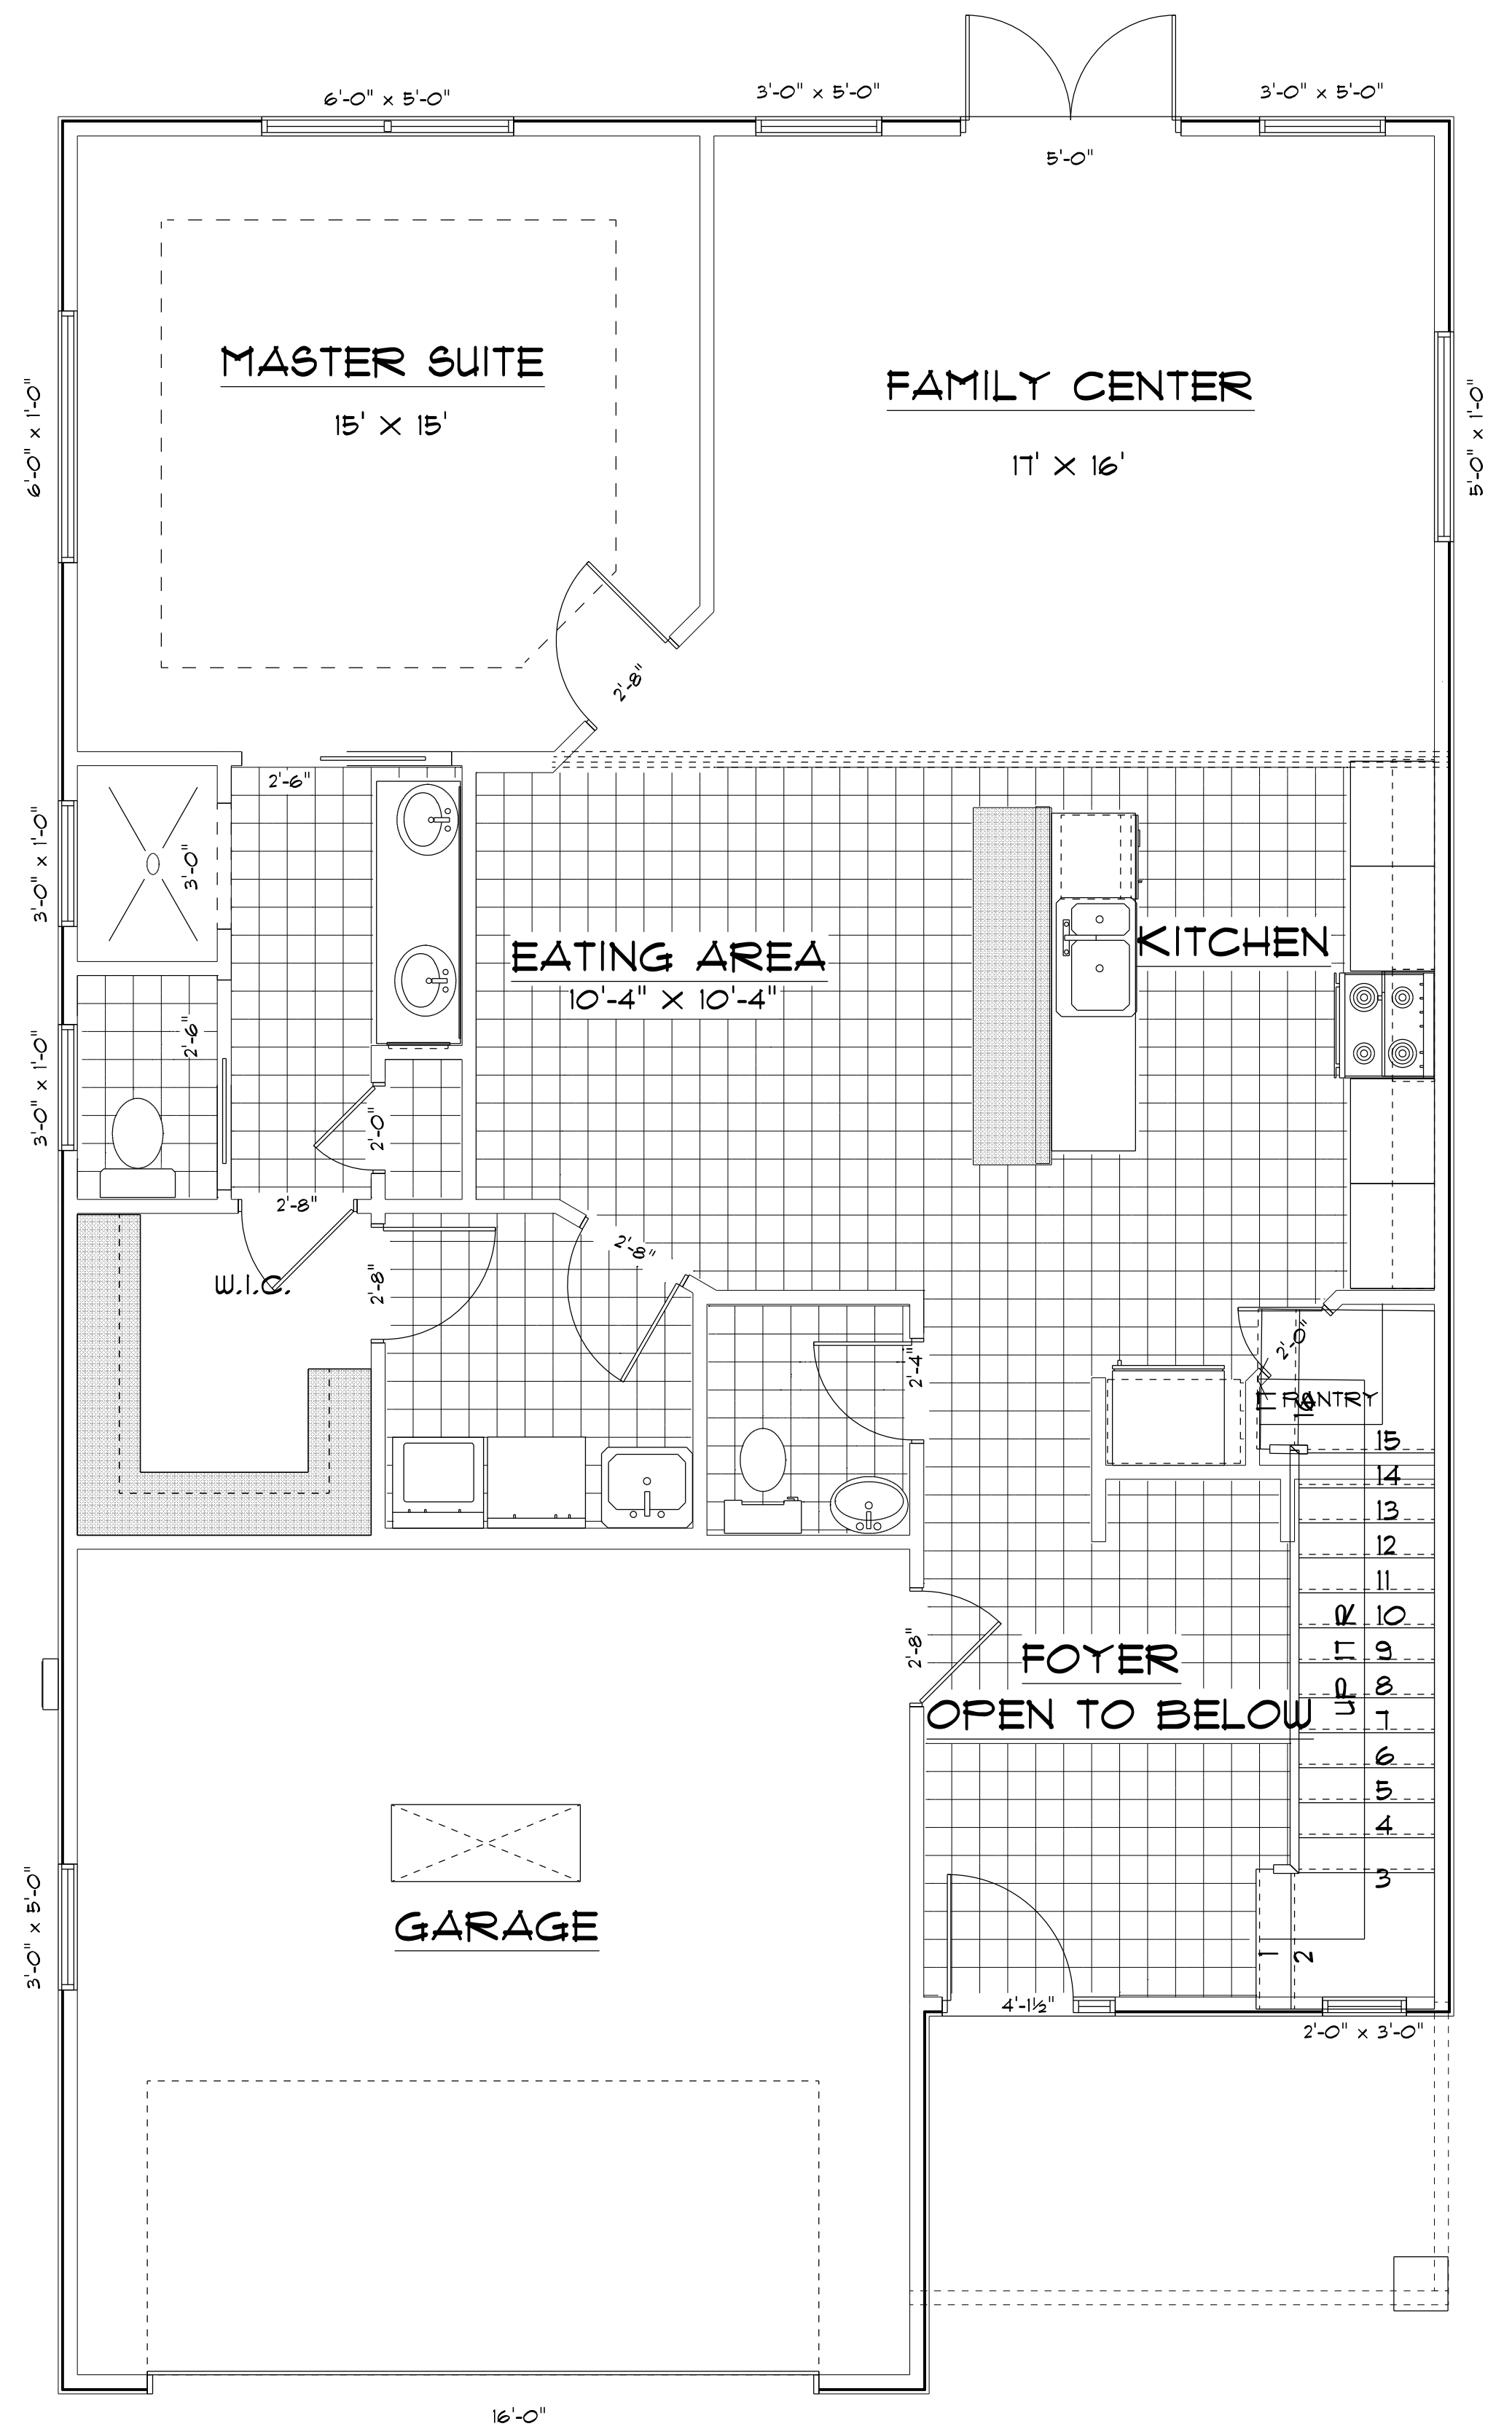 6'-0" x 5'-0"
3'-0" x 5'-0"
3'-0" x 5'-0"
5'-0"
MASTER SUITE
15' X 15'
FAMILY CENTER
17' X 16'
6'-0" x 1'-0"
5'-0" x 1'-0"
2'-8"
2'-6"
3'-0" x 1'-0"
3'-0"
EATING AREA
10'-4" X 10'-4"
KITCHEN
3'-0" x 1'-0"
2'-6"
2'-0"
2'-8"
2'-8"
W.I.C.
2'-8"
2'-4"
2'-0"
PANTRY
17
16
15
14
13
12
11
10
9
8
7
6
5
4
3
2
1
UP 17 R
2'-8"
FOYER
OPEN TO BELOW
GARAGE
3'-0" x 5'-0"
4'-1½"
2'-0" x 3'-0"
16'-0"